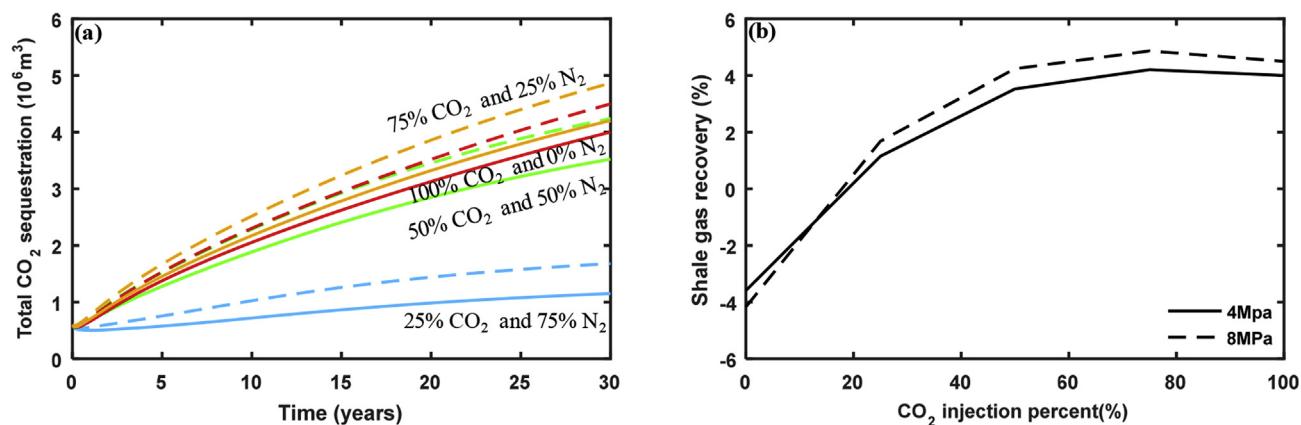 (a)
Total CO2 sequestration (10^6m^3)
6
5
4
3
2
1
0
75% CO2 and 25% N2
100% CO2 and 0% N2
50% CO2 and 50% N2
25% CO2 and 75% N2
0 5 10 15 20 25 30
Time (years)
(b)
Shale gas recovery (%)
6
4
2
0
-2
-4
-6
4Mpa
8MPa
0 20 40 60 80 100
CO2 injection percent(%)